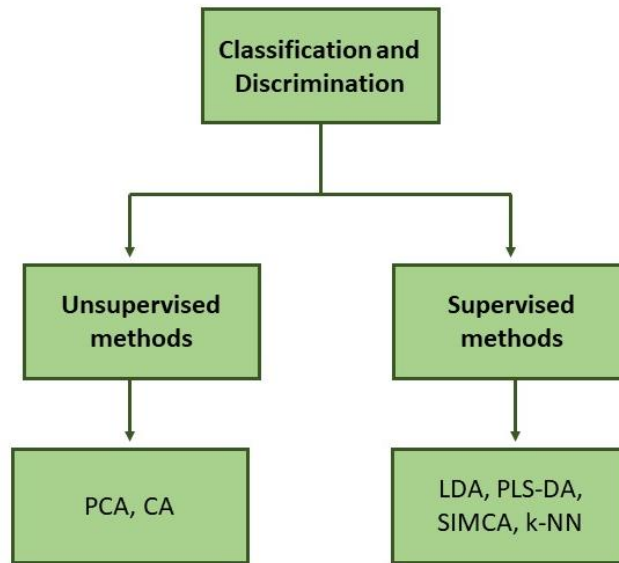 Classification and
Discrimination
Unsupervised
methods
Supervised
methods
PCA, CA
LDA, PLS-DA,
SIMCA, k-NN